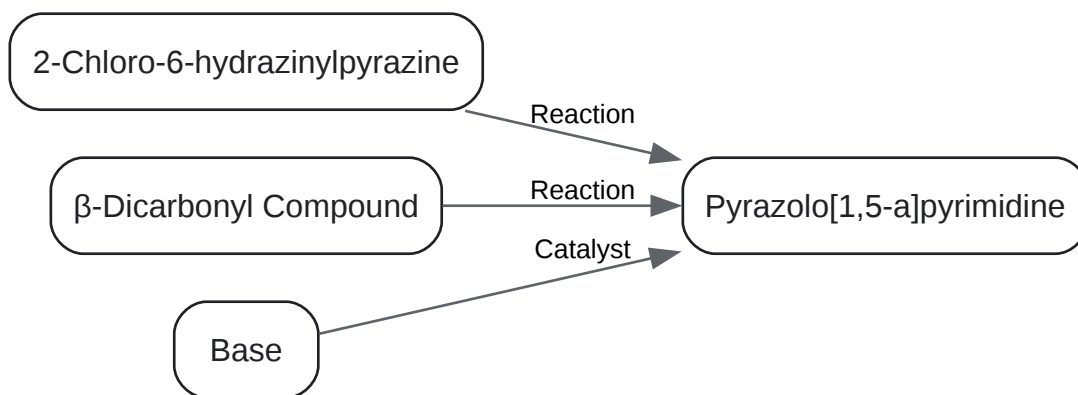 2-Chloro-6-hydrazinylpyrazine
Reaction
β-Dicarbonyl Compound
Reaction
Pyrazolo[1,5-a]pyrimidine
Catalyst
Base